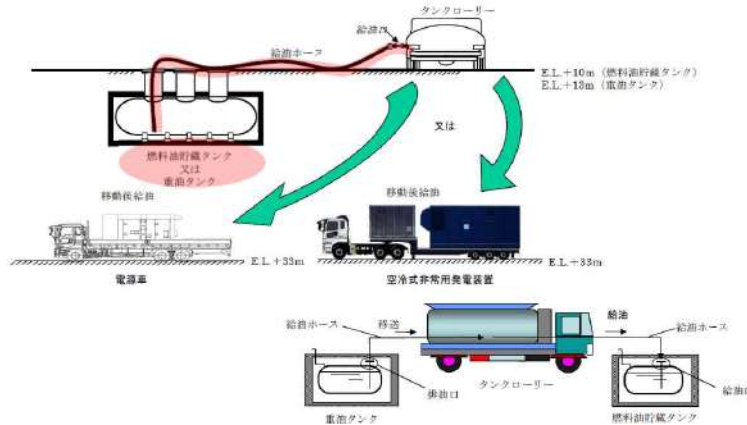 タンクローリー
給油口
給油ホース
E.L.+10m（燃料油貯蔵タンク）
E.L.+13m（重油タンク）
又は
燃料油貯蔵タンク
又は
重油タンク
移動後給油
移動後給油
E.L.+33m
E.L.+33m
電源車
空冷式非常用発電装置
給油ホース
移送
給油
給油ホース
排油口
タンクローリー
給油口
重油タンク
燃料油貯蔵タンク